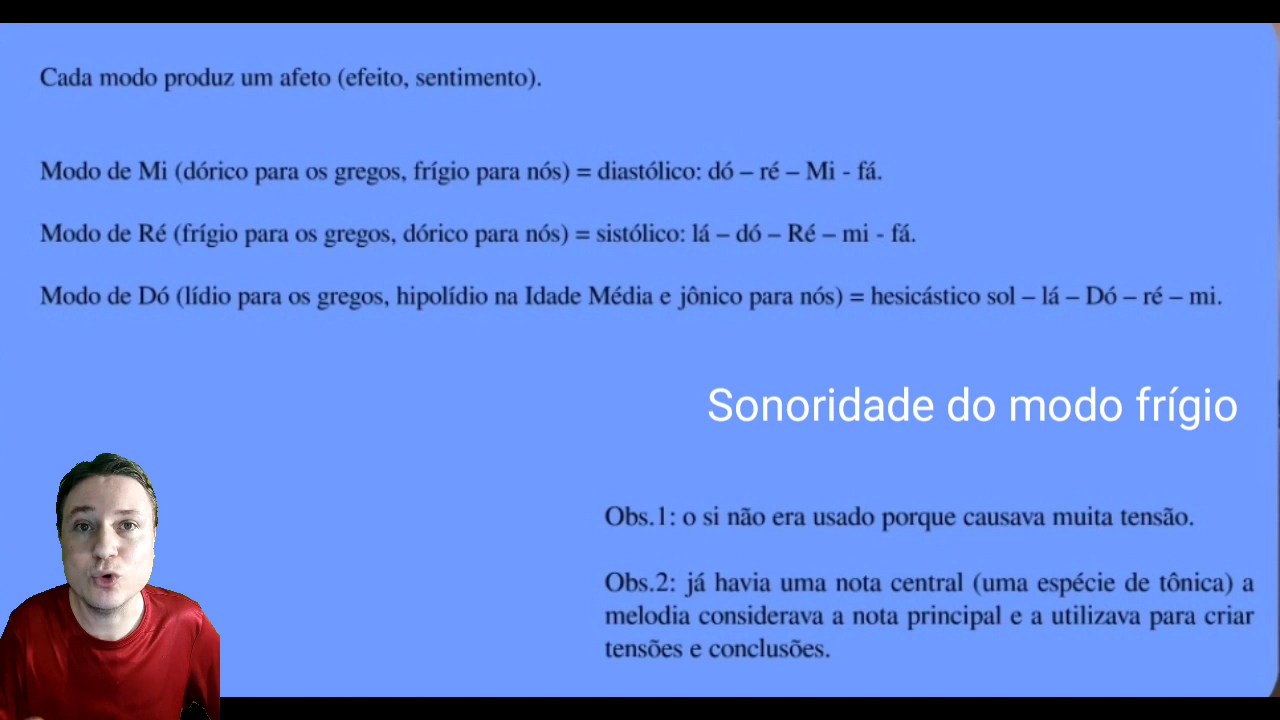 Cada modo produz um afeto (efeito, sentimento).
Modo de Mi (dórico para os gregos, frígio para nós) = diastólico: dó – ré – Mi - fá.
Modo de Ré (frígio para os gregos, dórico para nós) = sistólico: lá – dó – Ré – mi - fá.
Modo de Dó (lídio para os gregos, hipolídio na Idade Média e jônico para nós) = hesicástico sol – lá – Dó – ré – mi.
Sonoridade do modo frígio
Obs.1: o si não era usado porque causava muita tensão.
Obs.2: já havia uma nota central (uma espécie de tônica) a
melodia considerava a nota principal e a utilizava para criar
tensões e conclusões.